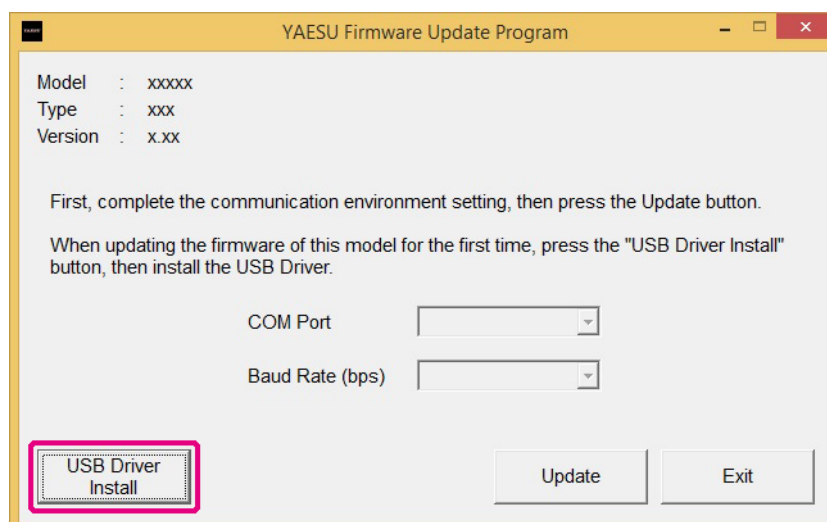 YAESU Firmware Update Program
Model : xxxxx
Type : xxx
Version : x.xx
First, complete the communication environment setting, then press the Update button.
When updating the firmware of this model for the first time, press the "USB Driver Install"
button, then install the USB Driver.
COM Port
Baud Rate (bps)
USB Driver
Install
Update
Exit